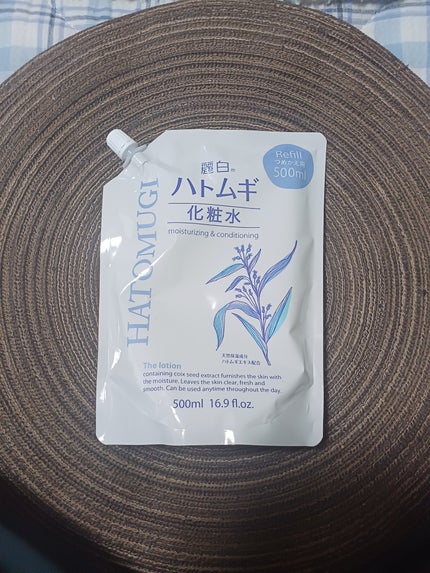 Refill
つめかえ用
500ml
麗白®
ハトムギ
化粧水
moisturizing & conditioning
HATOMUGI
天然保湿成分
ハトムギエキス配合
The lotion
containing coix seed extract furnishes the skin with
the moisture. Leaves the skin clear, fresh and
smooth. Can be used anytime throughout the day.
500ml 16.9 fl.oz.